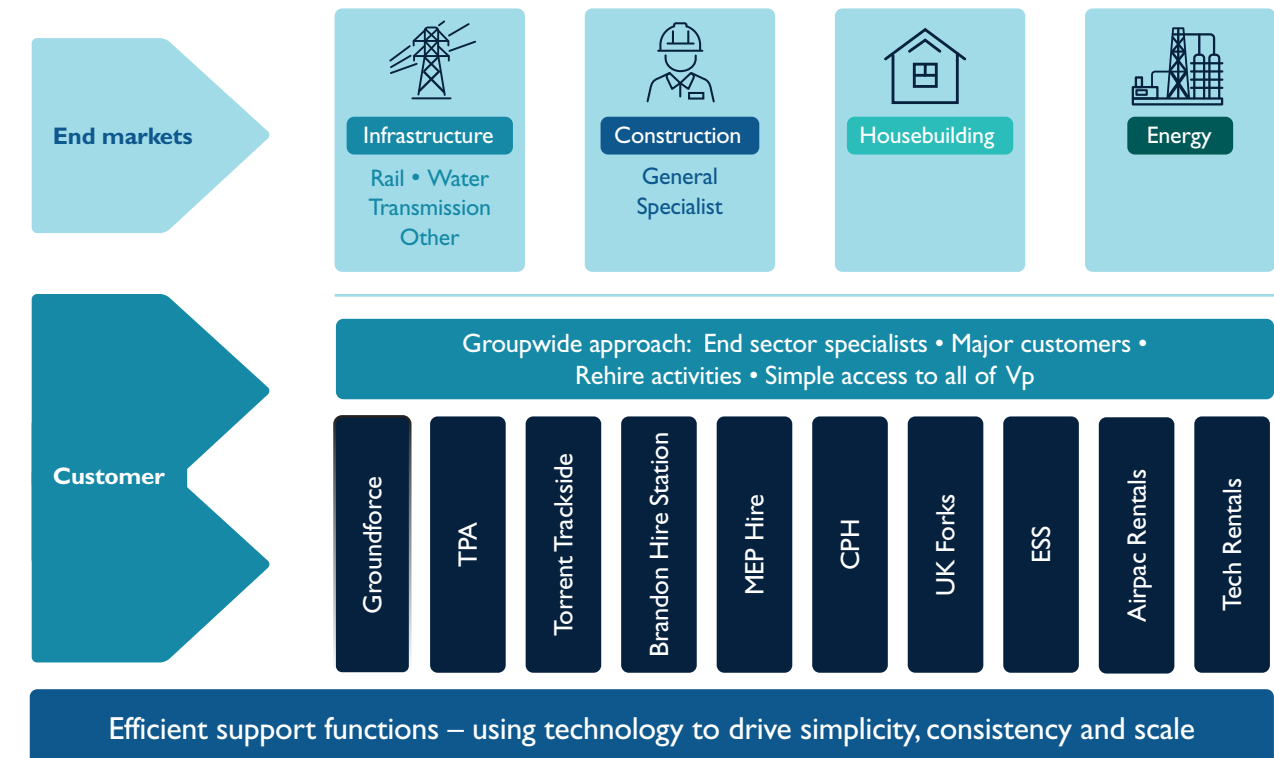 End markets
Infrastructure
Rail • Water
Transmission
Other
Construction
General
Specialist
Housebuilding
Energy
Customer
Groupwide approach: End sector specialists • Major customers •
Rehire activities • Simple access to all of Vp
Groundforce
TPA
Torrent Trackside
Brandon Hire Station
MEP Hire
CPH
UK Forks
ESS
Airpac Rentals
Tech Rentals
Efficient support functions – using technology to drive simplicity, consistency and scale